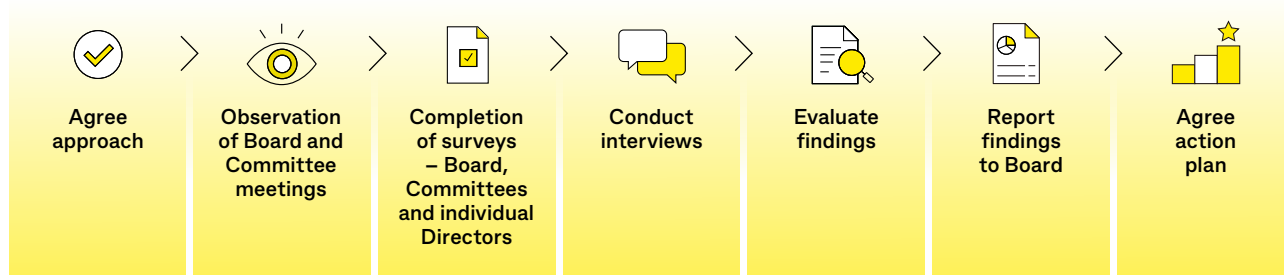 Agree
approach
Observation
of Board and
Committee
meetings
Completion
of surveys
– Board,
Committees
and individual
Directors
Conduct
interviews
Evaluate
findings
Report
findings
to Board
Agree
action
plan